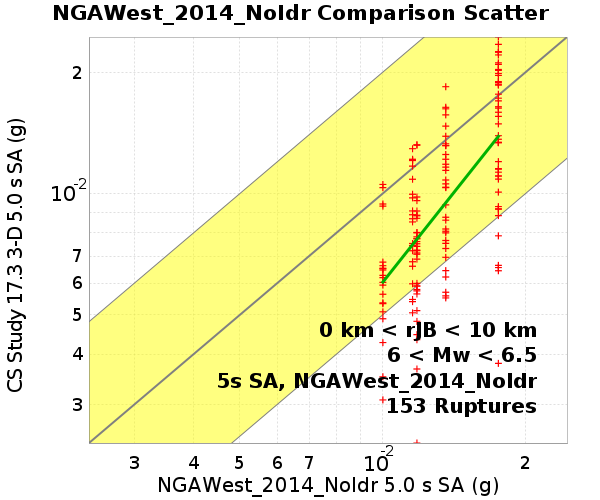 NGAWest_2014_NoIdr Comparison Scatter
CS Study 17.3 3-D 5.0 s SA (g)
2
10-2
7
6
5
4
3
0 km < rJB < 10 km
6 < Mw < 6.5
5s SA, NGAWest_2014_NoIdr
153 Ruptures
3 4 5 6 7 10-2 2
NGAWest_2014_NoIdr 5.0 s SA (g)